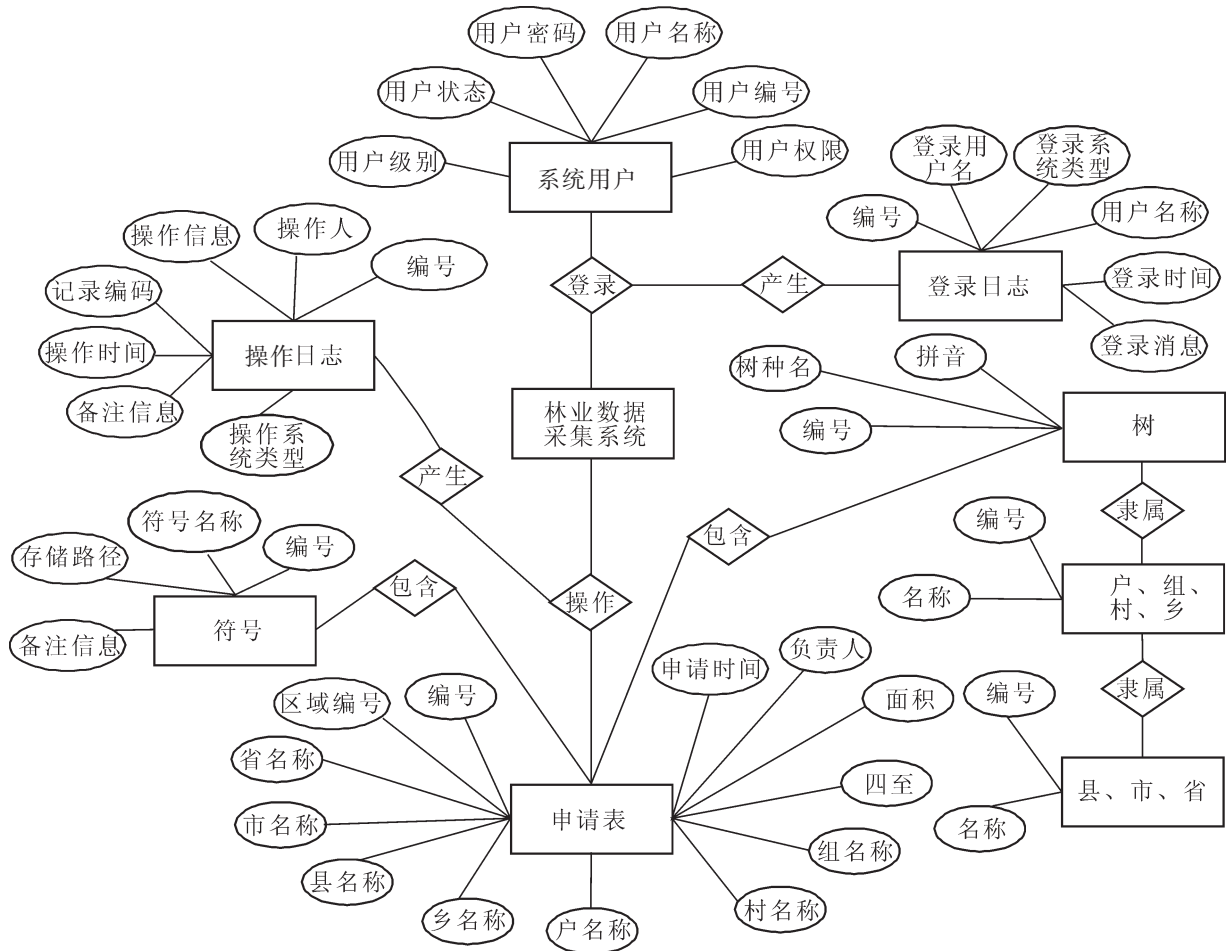 用户密码
用户名称
用户状态
用户编号
用户级别
用户权限
系统用户
登录用
户名
登录系
统类型
编号
用户名称
操作信息
操作人
编号
登录
产生
登录日志
登录时间
登录消息
记录编码
操作时间
备注信息
操作日志
操作系
统类型
林业数据
采集系统
拼音
树种名
编号
树
产生
包含
隶属
符号名称
编号
存储路径
备注信息
符号
包含
操作
编号
名称
户、组、
村、乡
隶属
编号
名称
县、市、省
申请时间
负责人
面积
四至
组名称
村名称
区域编号
编号
省名称
市名称
县名称
乡名称
户名称
申请表